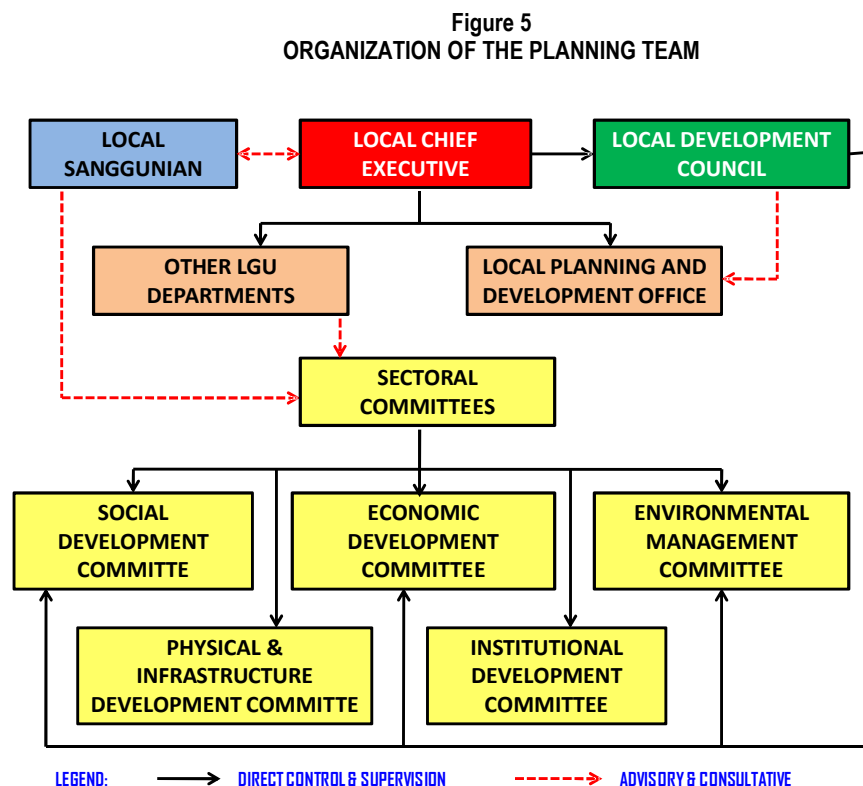 Figure 5
ORGANIZATION OF THE PLANNING TEAM
LOCAL
SANGGUNIAN
LOCAL CHIEF
EXECUTIVE
LOCAL DEVELOPMENT
COUNCIL
OTHER LGU
DEPARTMENTS
LOCAL PLANNING AND
DEVELOPMENT OFFICE
SECTORAL
COMMITTEES
SOCIAL
DEVELOPMENT
COMMITTE
ECONOMIC
DEVELOPMENT
COMMITTEE
ENVIRONMENTAL
MANAGEMENT
COMMITTEE
PHYSICAL &
INFRASTRUCTURE
DEVELOPMENT COMMITTE
INSTITUTIONAL
DEVELOPMENT
COMMITTEE
LEGEND: DIRECT CONTROL & SUPERVISION ADVISORY & CONSULTATIVE